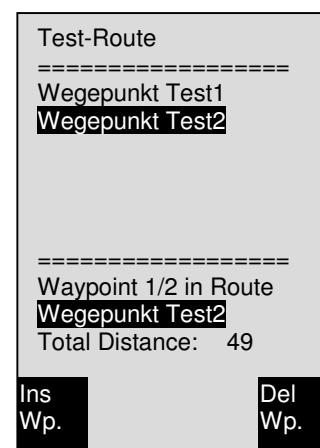 Test-Route
==================
Wegepunkt Test1
Wegepunkt Test2
==================
Waypoint 1/2 in Route
Wegepunkt Test2
Total Distance: 49
Ins Del
Wp. Wp.